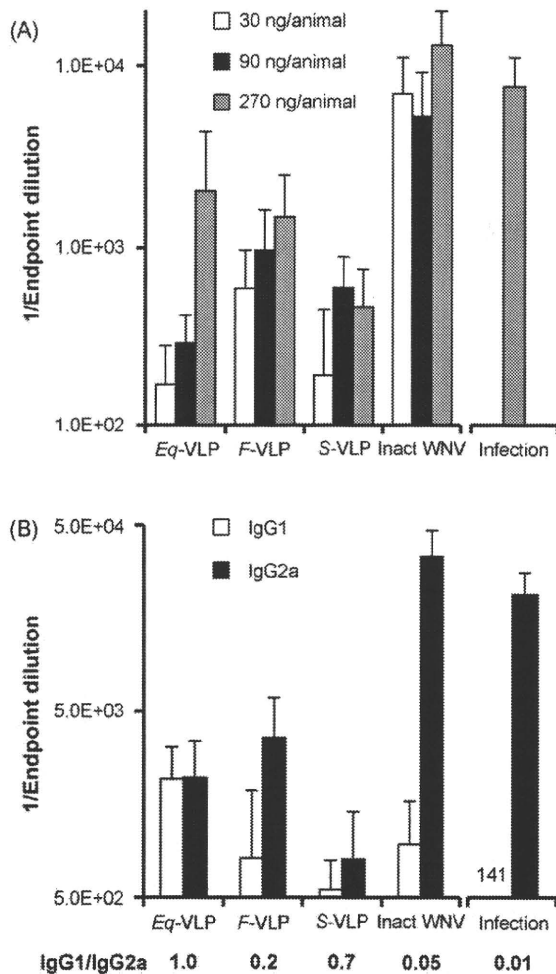 (A)
30 ng/animal
90 ng/animal
270 ng/animal
1/Endpoint dilution
1.0E+04
1.0E+03
1.0E+02
Eq-VLP F-VLP S-VLP Inact WNV Infection
(B)
IgG1
IgG2a
1/Endpoint dilution
5.0E+04
5.0E+03
5.0E+02
141
Eq-VLP F-VLP S-VLP Inact WNV Infection
IgG1/IgG2a 1.0 0.2 0.7 0.05 0.01